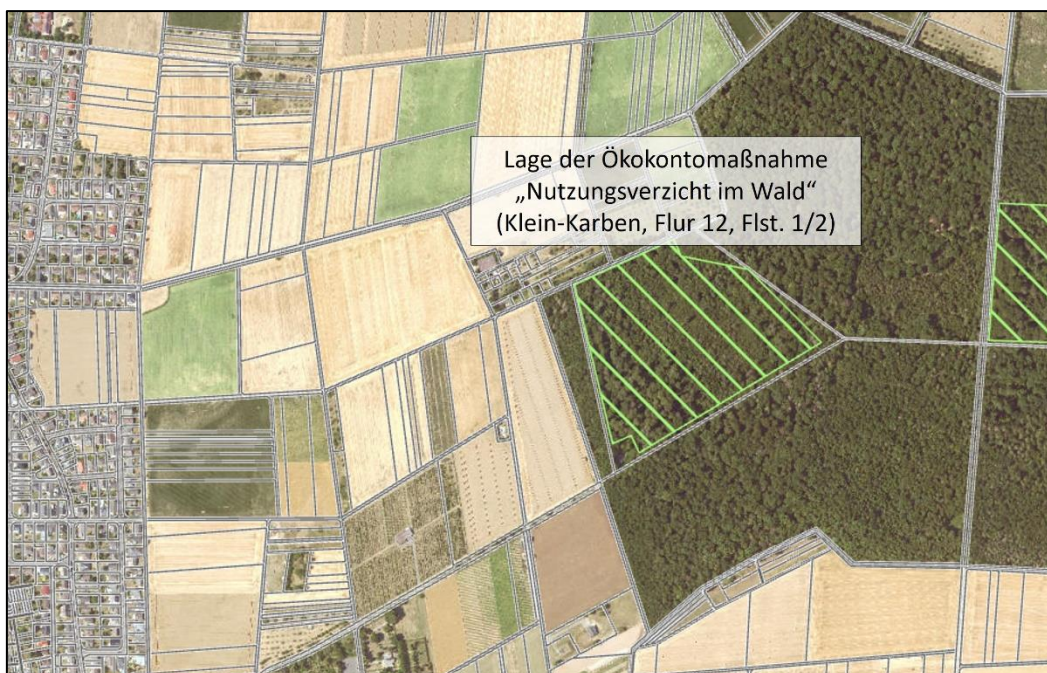 Lage der Ökokontomaßnahme
„Nutzungsverzicht im Wald“
(Klein-Karben, Flur 12, Flst. 1/2)